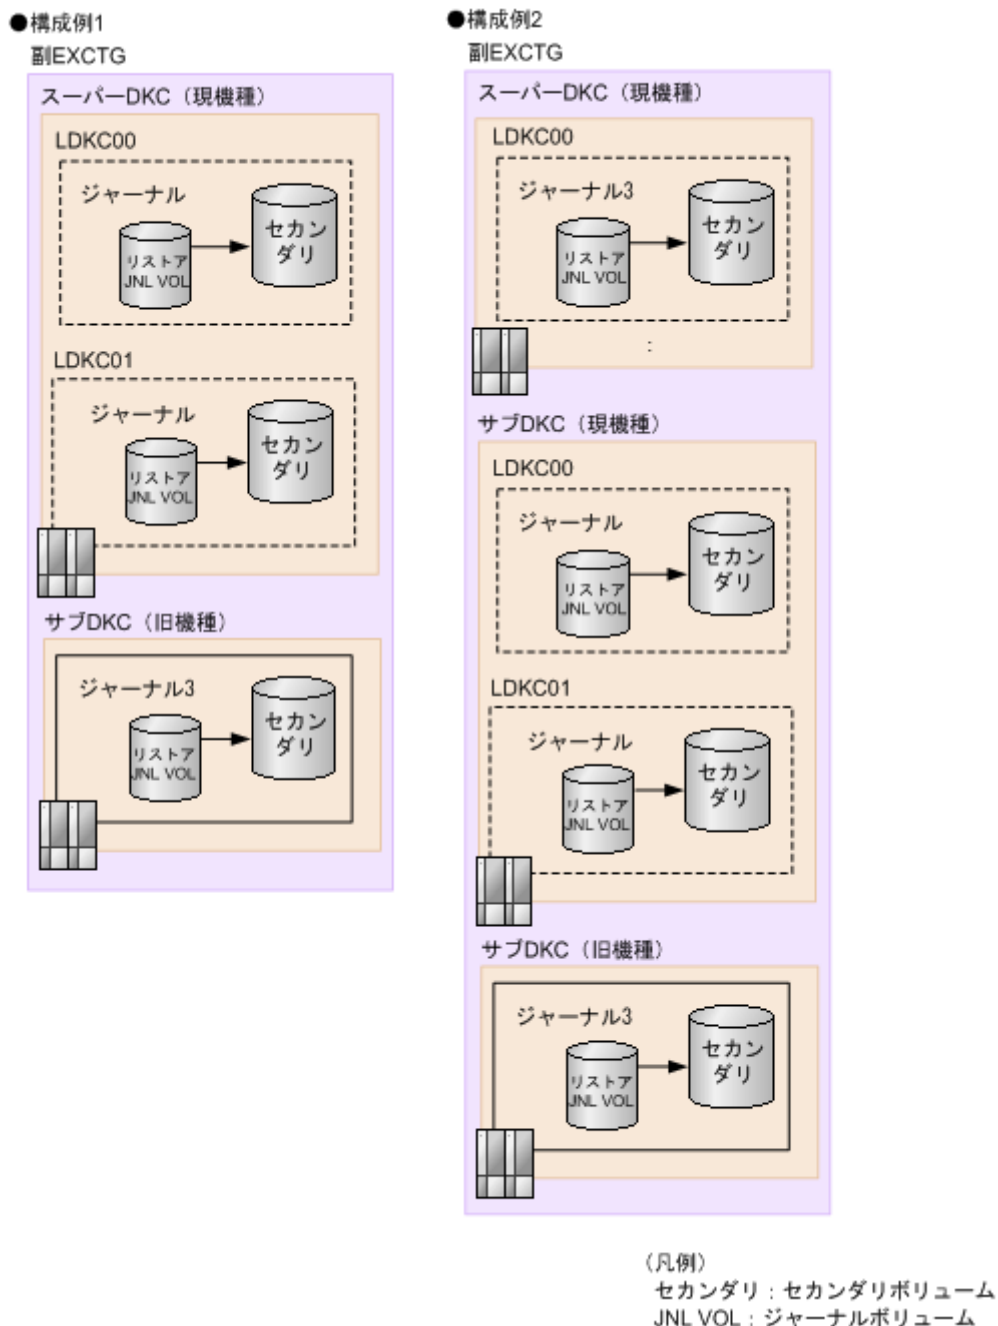 ●構成例1
副EXCTG
スーパーDKC（現機種）
LDKC00
ジャーナル
セカン
ダリ
リストア
JNL VOL
LDKC01
ジャーナル
セカン
ダリ
リストア
JNL VOL
サブDKC（旧機種）
ジャーナル3
セカン
ダリ
リストア
JNL VOL
●構成例2
副EXCTG
スーパーDKC（現機種）
LDKC00
ジャーナル3
セカン
ダリ
リストア
JNL VOL
:
サブDKC（現機種）
LDKC00
ジャーナル
セカン
ダリ
リストア
JNL VOL
LDKC01
ジャーナル
セカン
ダリ
リストア
JNL VOL
サブDKC（旧機種）
ジャーナル3
セカン
ダリ
リストア
JNL VOL
（凡例）
セカンダリ：セカンダリボリューム
JNL VOL：ジャーナルボリューム